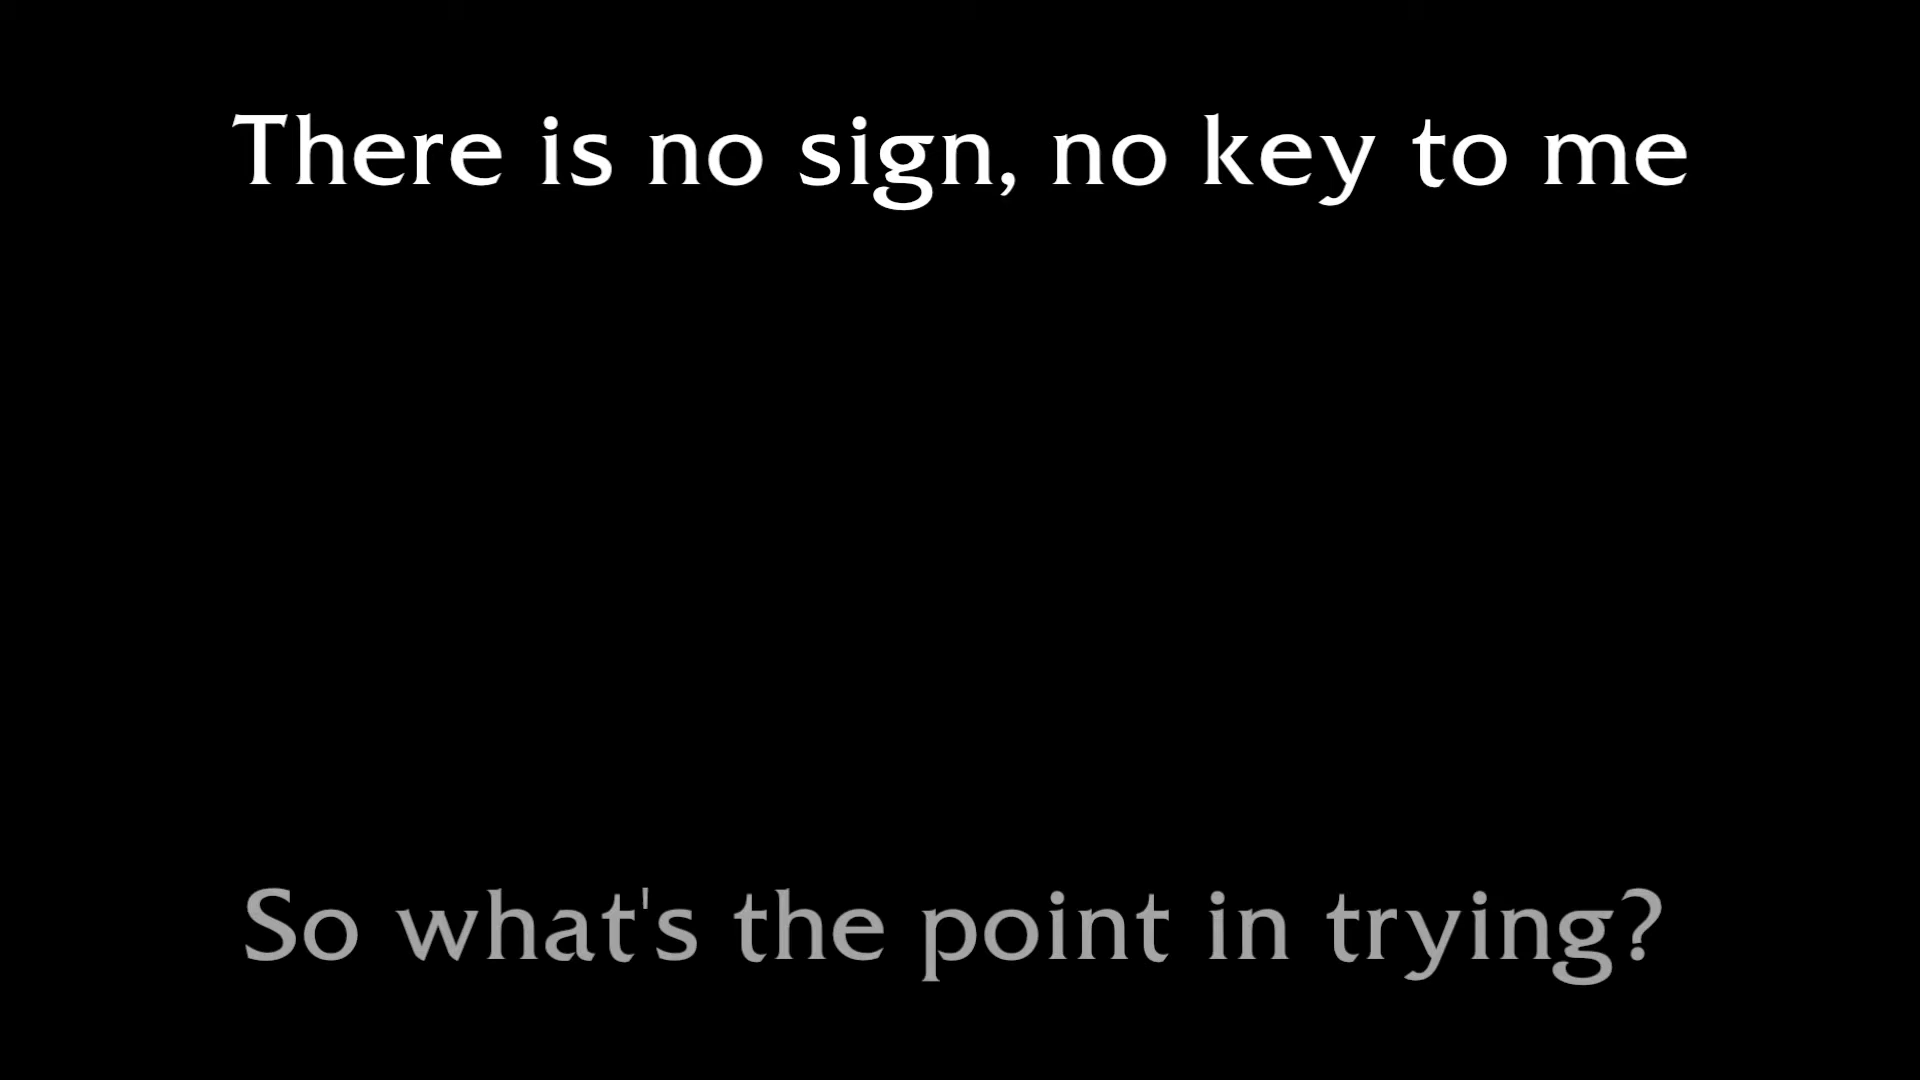 There is no sign, no key to me
So what's the point in trying?